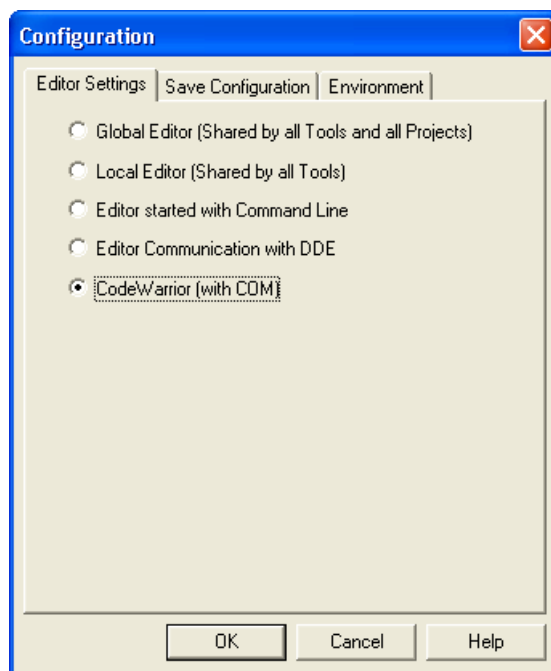 Configuration
Editor Settings Save Configuration Environment
Global Editor (Shared by all Tools and all Projects)
Local Editor (Shared by all Tools)
Editor started with Command Line
Editor Communication with DDE
CodeWarrior (with COM)
OK Cancel Help